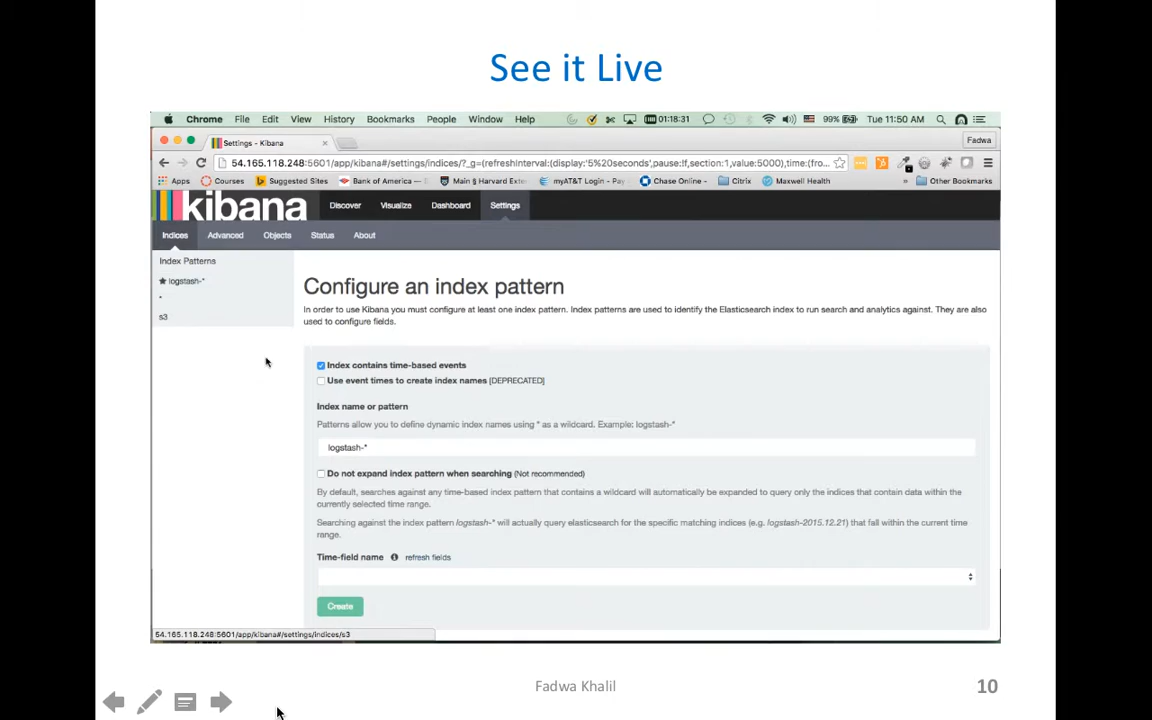 See it Live
Chrome File Edit View History Bookmarks People Window Help 01:18:31 99% Tue 11:50 AM
Settings - Kibana Fadwa
54.165.118.248:5601/app/kibana#/settings/indices/?_g=(refreshInterval:(display:'5%20seconds',pause:!f,section:1,value:5000),time:(fro...
Apps Courses Suggested Sites Bank of America — Main § Harvard Exte myAT&T Login - Pay Chase Online - Citrix Maxwell Health » Other Bookmarks
kibana Discover Visualize Dashboard Settings
Indices Advanced Objects Status About
Index Patterns
logstash-*
*
s3
Configure an index pattern
In order to use Kibana you must configure at least one index pattern. Index patterns are used to identify the Elasticsearch index to run search and analytics against. They are also
used to configure fields.
Index contains time-based events
Use event times to create index names [DEPRECATED]
Index name or pattern
Patterns allow you to define dynamic index names using * as a wildcard. Example: logstash-*
logstash-*
Do not expand index pattern when searching (Not recommended)
By default, searches against any time-based index pattern that contains a wildcard will automatically be expanded to query only the indices that contain data within the
currently selected time range.
Searching against the index pattern logstash-* will actually query elasticsearch for the specific matching indices (e.g. logstash-2015.12.21) that fall within the current time
range.
Time-field name refresh fields
Create
54.165.118.248:5601/app/kibana#/settings/indices/s3
Fadwa Khalil
10